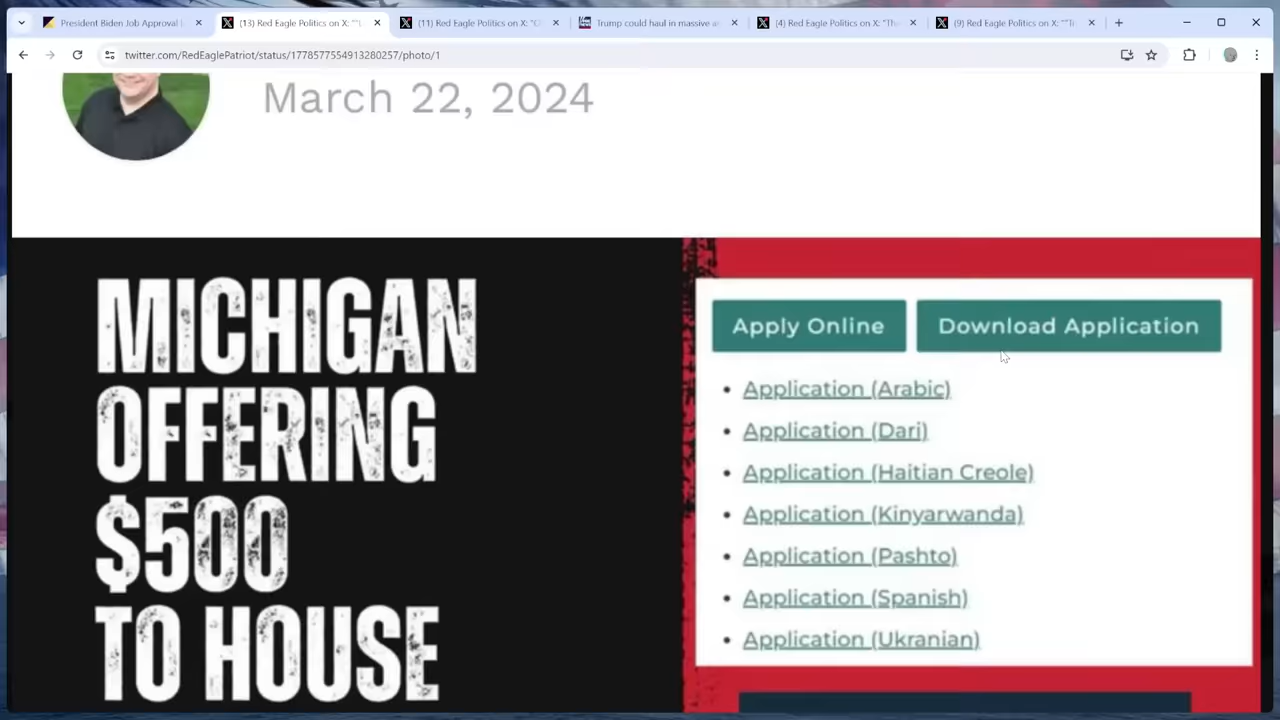 President Biden Job Approval
(13) Red Eagle Politics on X: "
(11) Red Eagle Politics on X: "
Trump could haul in massive
(4) Red Eagle Politics on X: "
(9) Red Eagle Politics on X: "
twitter.com/RedEaglePatriot/status/1778577554913280257/photo/1
March 22, 2024
MICHIGAN
OFFERING
$500
TO HOUSE
Apply Online
Download Application
• Application (Arabic)
• Application (Dari)
• Application (Haitian Creole)
• Application (Kinyarwanda)
• Application (Pashto)
• Application (Spanish)
• Application (Ukranian)